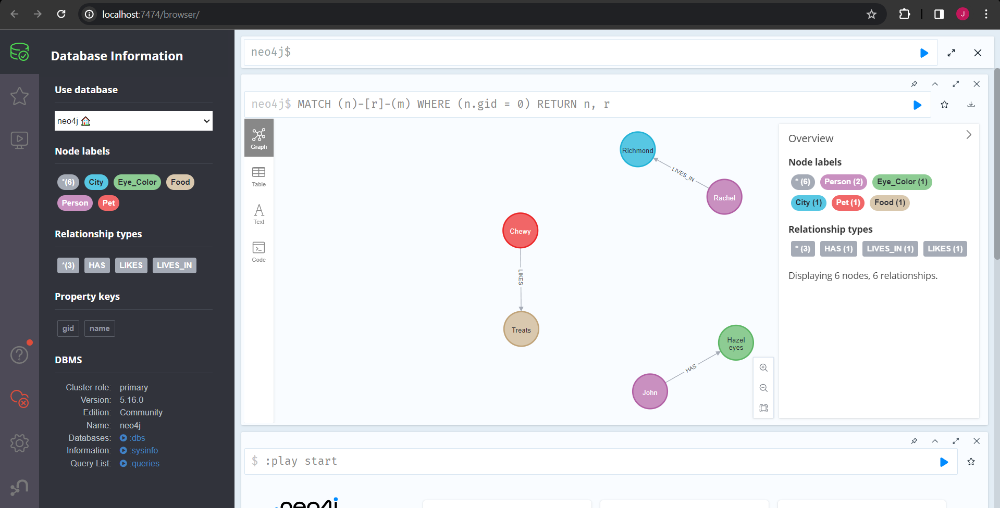 localhost:7474/browser/
J
Database Information
Use database
neo4j
Node labels
*(6) City Eye_Color Food
Person Pet
Relationship types
*(3) HAS LIKES LIVES_IN
Property keys
gid name
DBMS
Cluster role: primary
Version: 5.16.0
Edition: Community
Name: neo4j
Databases: :dbs
Information: :sysinfo
Query List: :queries
neo4j$
neo4j$ MATCH (n)-[r]-(m) WHERE (n.gid = 0) RETURN n, r
Graph
Table
Text
Code
Richmond
LIVES_IN
Rachel
Chewy
LIKES
Treats
Hazel
eyes
HAS
John
Overview
Node labels
* (6) Person (2) Eye_Color (1)
City (1) Pet (1) Food (1)
Relationship types
* (3) HAS (1) LIVES_IN (1) LIKES (1)
Displaying 6 nodes, 6 relationships.
$ :play start
neo4j